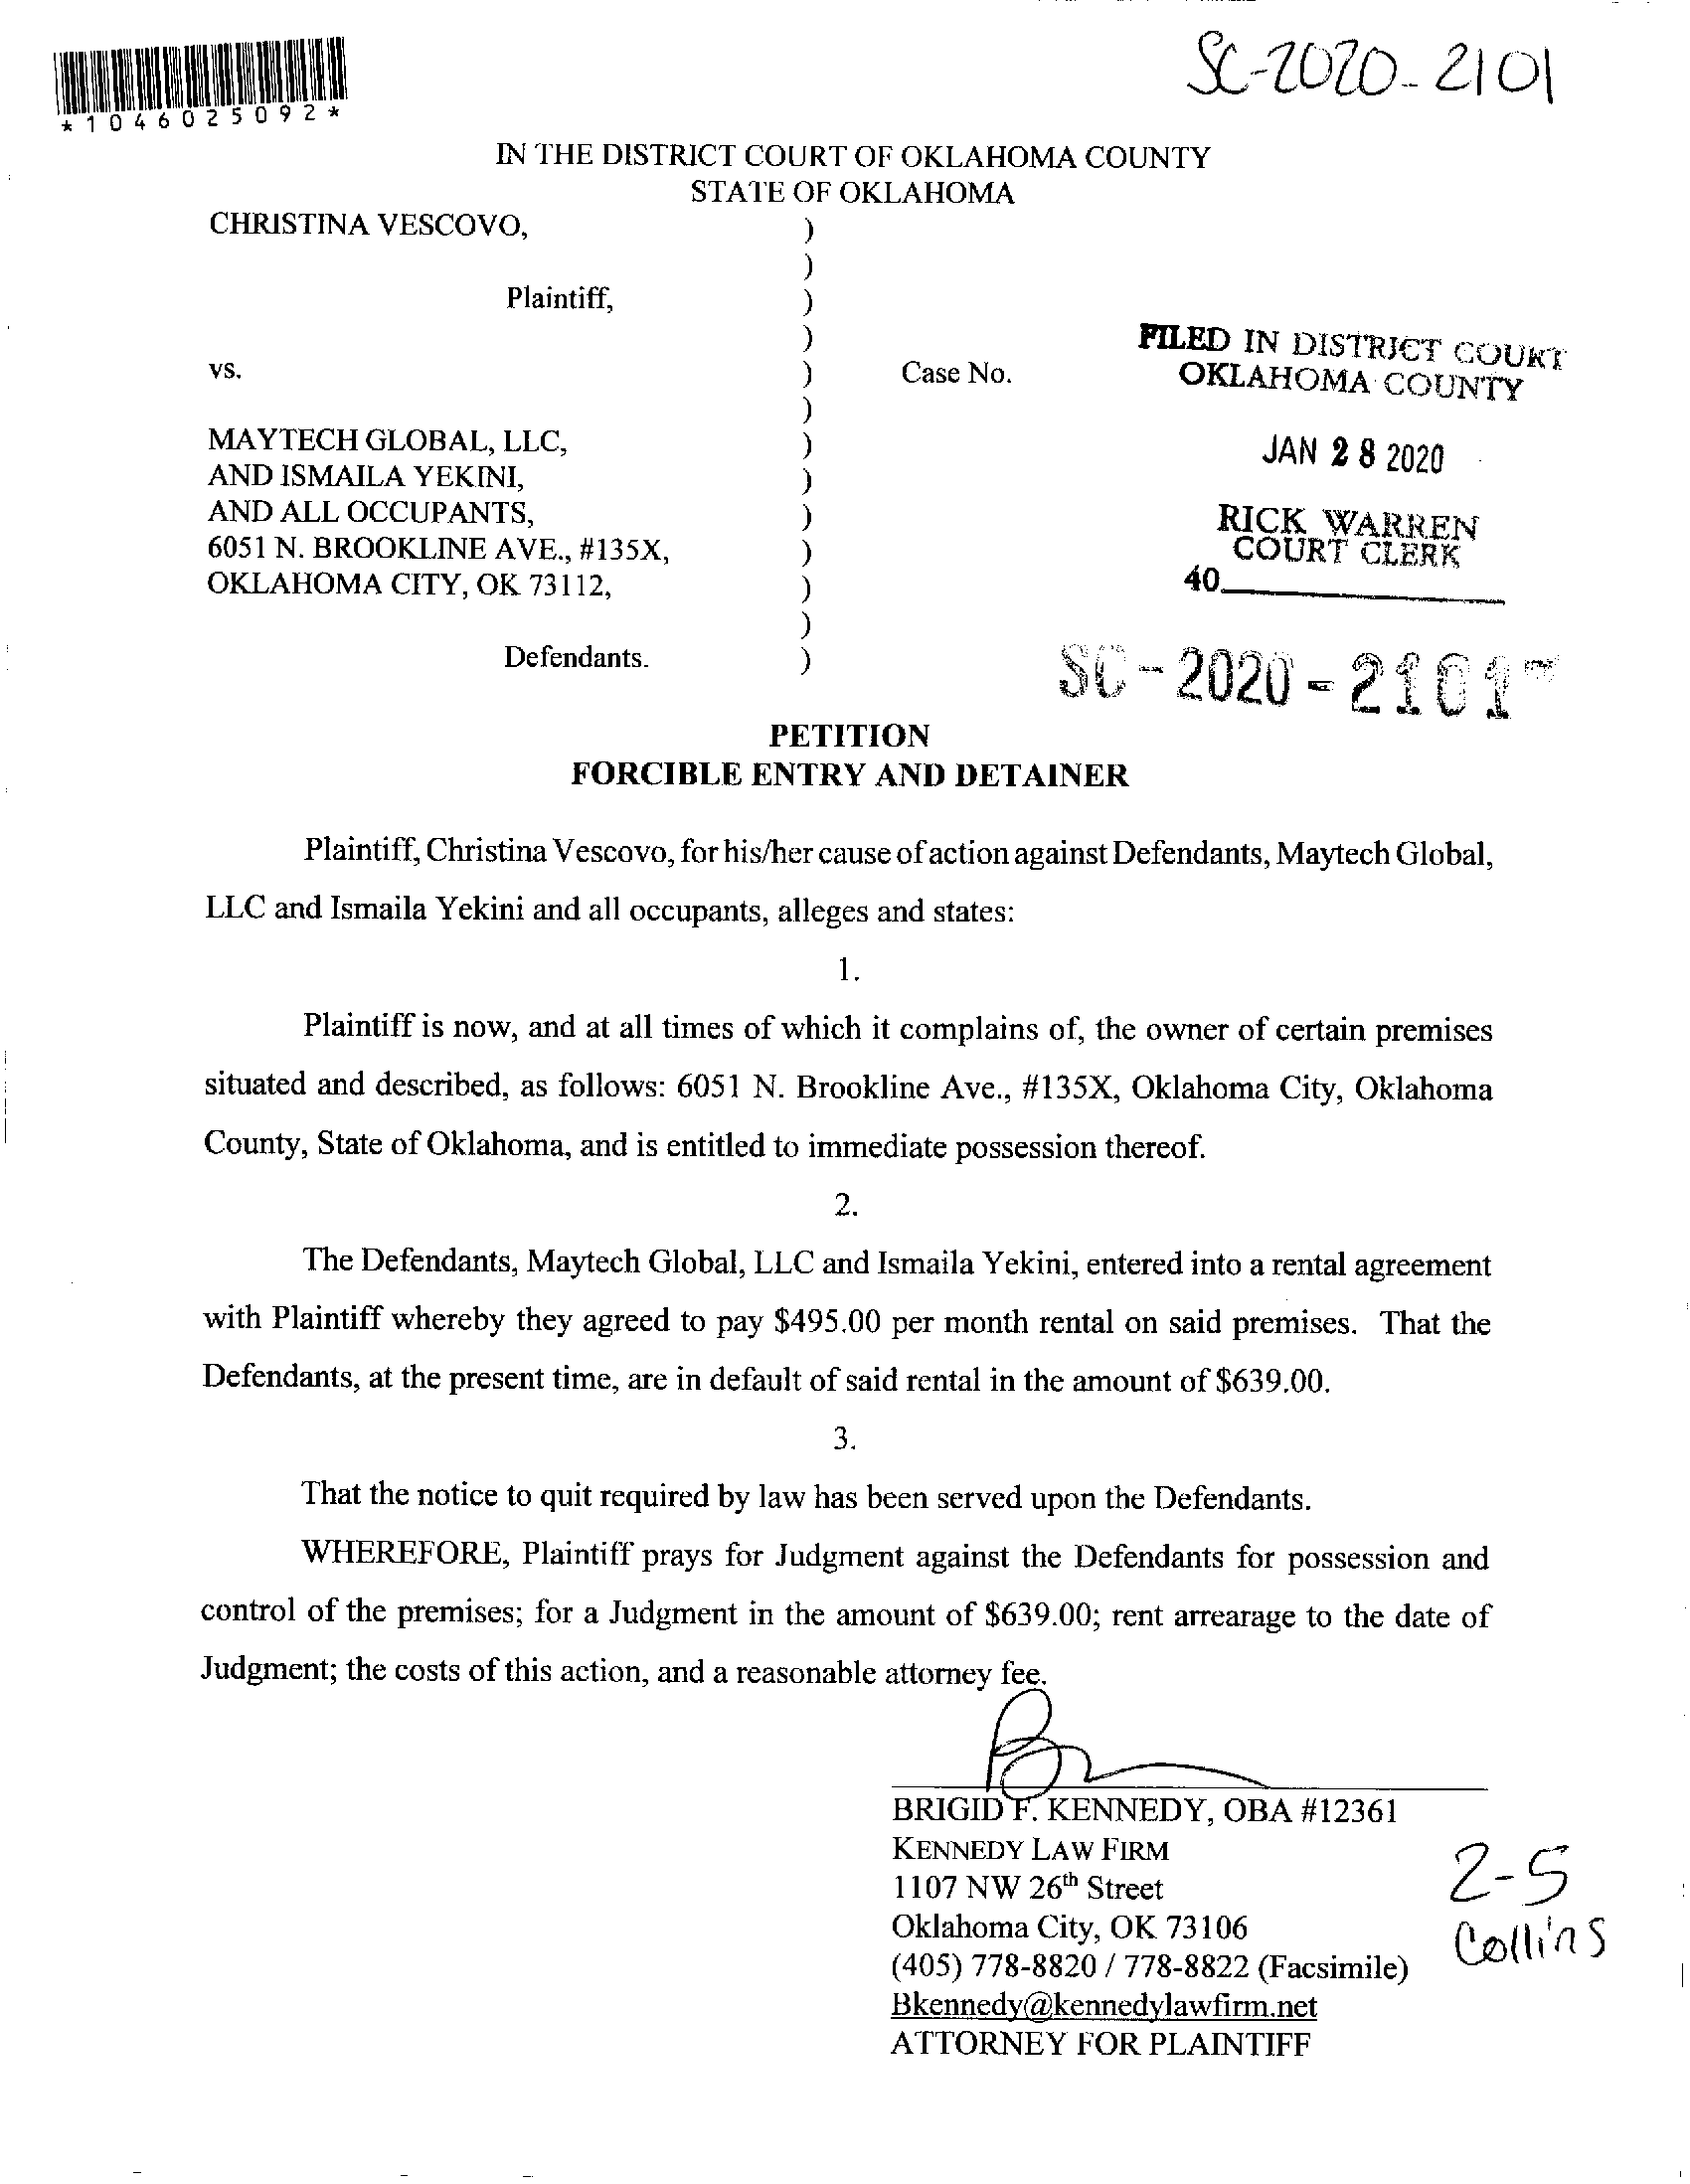 SC-2020-2101
*1046025092*
IN THE DISTRICT COURT OF OKLAHOMA COUNTY
STATE OF OKLAHOMA
CHRISTINA VESCOVO, )
)
Plaintiff, )
)
vs. ) Case No.
)
MAYTECH GLOBAL, LLC, )
AND ISMAILA YEKINI, )
AND ALL OCCUPANTS, )
6051 N. BROOKLINE AVE., #135X, )
OKLAHOMA CITY, OK 73112, )
)
Defendants. )
FILED IN DISTRICT COURT
OKLAHOMA COUNTY
JAN 28 2020
RICK WARREN
COURT CLERK
40
SC-2020-2101
PETITION
FORCIBLE ENTRY AND DETAINER
Plaintiff, Christina Vescovo, for his/her cause of action against Defendants, Maytech Global,
LLC and Ismaila Yekini and all occupants, alleges and states:
1.
Plaintiff is now, and at all times of which it complains of, the owner of certain premises
situated and described, as follows: 6051 N. Brookline Ave., #135X, Oklahoma City, Oklahoma
County, State of Oklahoma, and is entitled to immediate possession thereof.
2.
The Defendants, Maytech Global, LLC and Ismaila Yekini, entered into a rental agreement
with Plaintiff whereby they agreed to pay $495.00 per month rental on said premises. That the
Defendants, at the present time, are in default of said rental in the amount of $639.00.
3.
That the notice to quit required by law has been served upon the Defendants.
WHEREFORE, Plaintiff prays for Judgment against the Defendants for possession and
control of the premises; for a Judgment in the amount of $639.00; rent arrearage to the date of
Judgment; the costs of this action, and a reasonable attorney fee.
BRIGID F. KENNEDY, OBA #12361
KENNEDY LAW FIRM
1107 NW 26th Street
Oklahoma City, OK 73106
(405) 778-8820 / 778-8822 (Facsimile)
Bkennedy@kennedylawfirm.net
ATTORNEY FOR PLAINTIFF
2-5
Collins